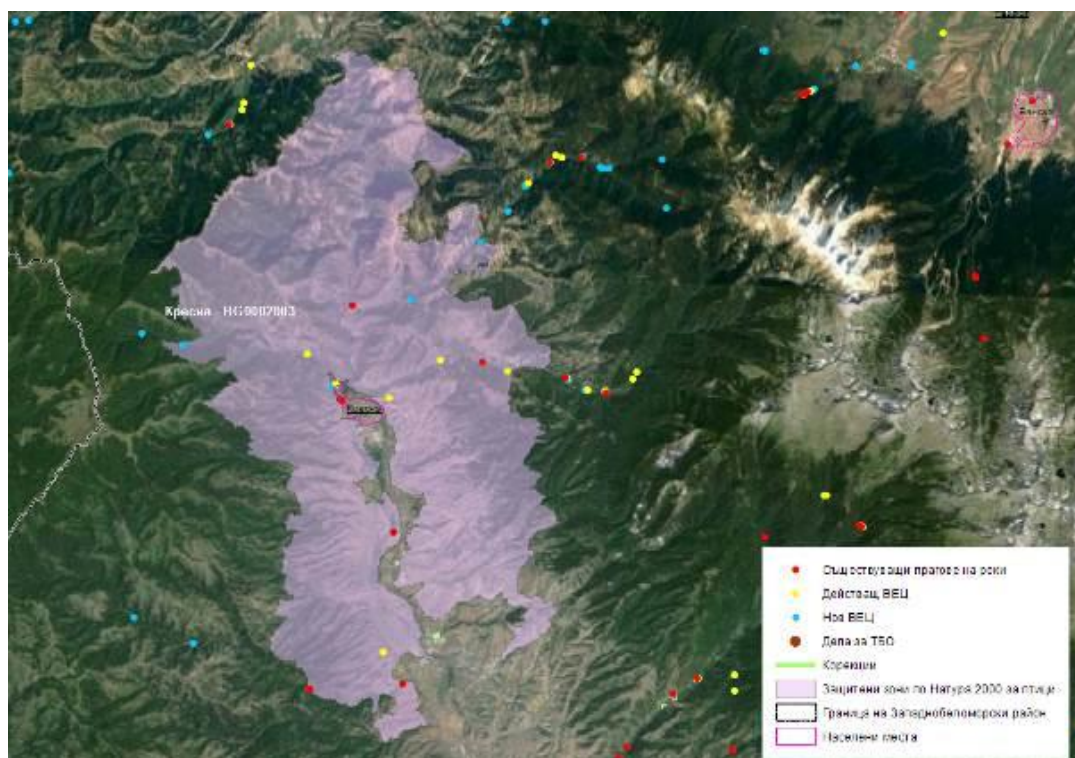 Кресна BG0002003
Съществуващи прагове на реки
Действащ ВЕЦ
Нов ВЕЦ
Депа за ТБО
Корекции
Защитени зони по Натура 2000 за птици
Граница на Западнобеломорски район
Населени места